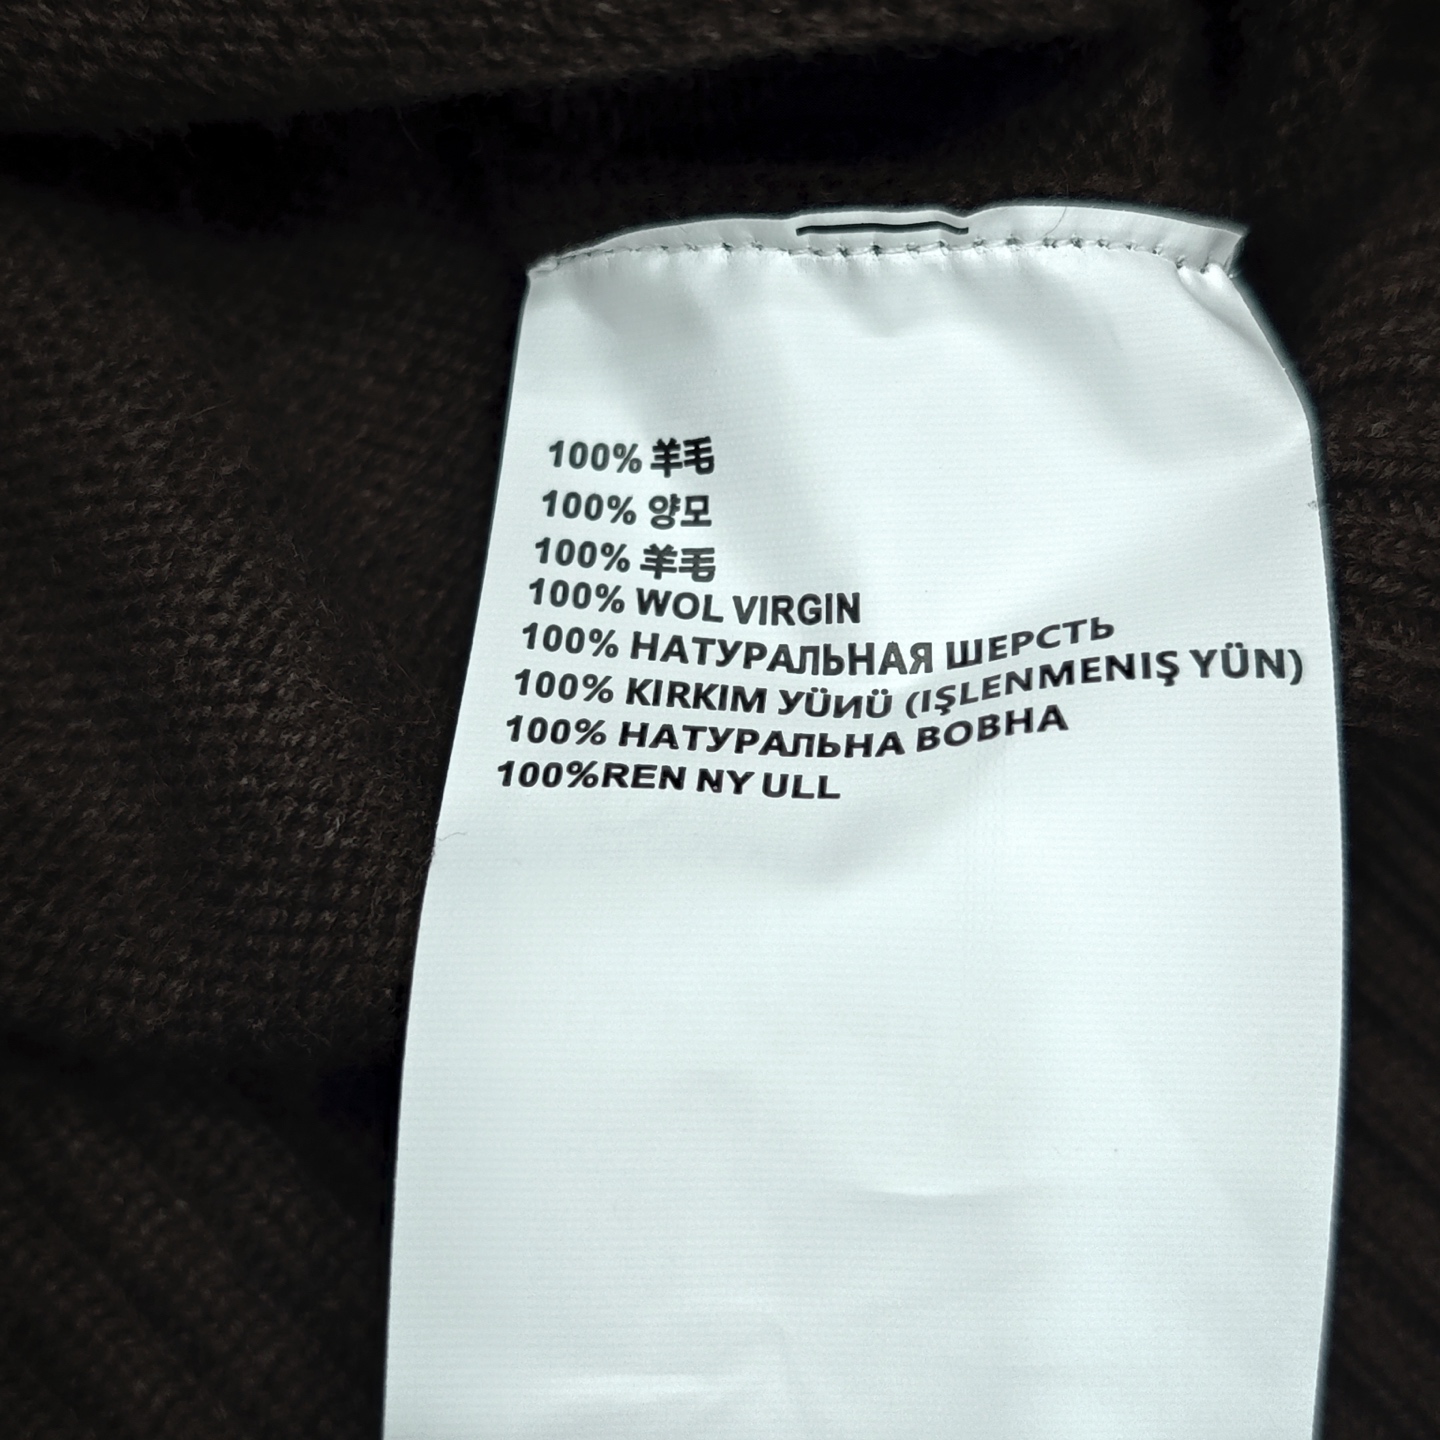 100% 羊毛
100% 양모
100% 羊毛
100% WOL VIRGIN
100% НАТУРАЛЬНАЯ ШЕРСТЬ
100% KIRKIM УÜИÜ (IŞLENMENIŞ YÜN)
100% НАТУРАЛЬНА ВОВНА
100%REN NY ULL